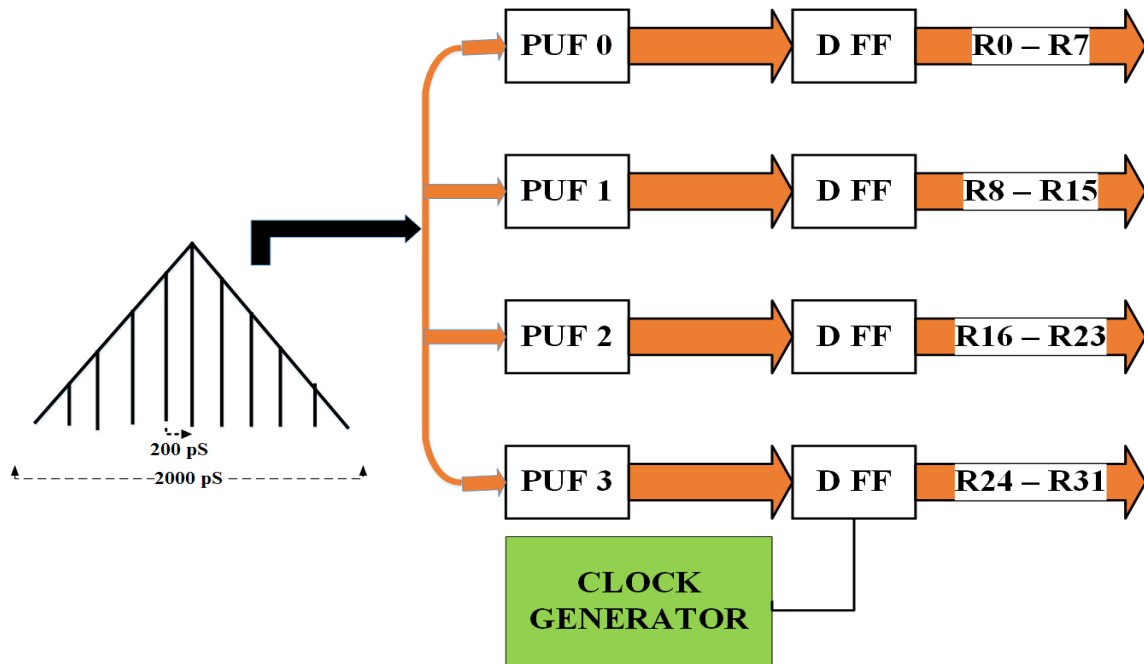 PUF 0
D FF
R0 – R7
PUF 1
D FF
R8 – R15
PUF 2
D FF
R16 – R23
200 pS
2000 pS
PUF 3
D FF
R24 – R31
CLOCK
GENERATOR